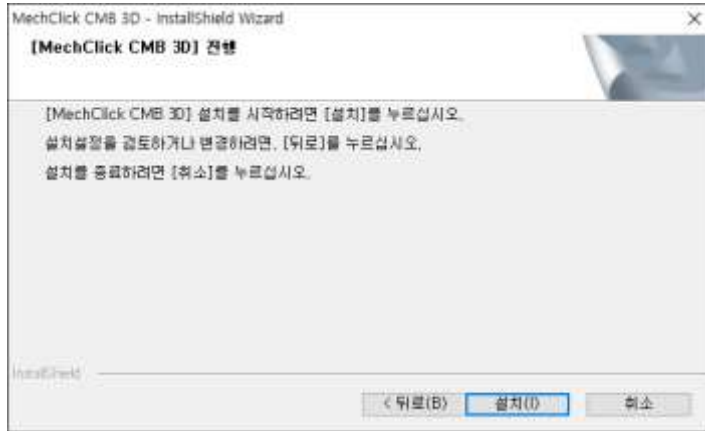 MechClick CMB 3D - InstallShield Wizard
[MechClick CMB 3D] 진행
[MechClick CMB 3D] 설치를 시작하려면 [설치]를 누르십시오.
설치설정을 검토하거나 변경하려면, [뒤로]를 누르십시오.
설치를 종료하려면 [취소]를 누르십시오.
InstallShield
< 뒤로(B)
설치(I)
취소